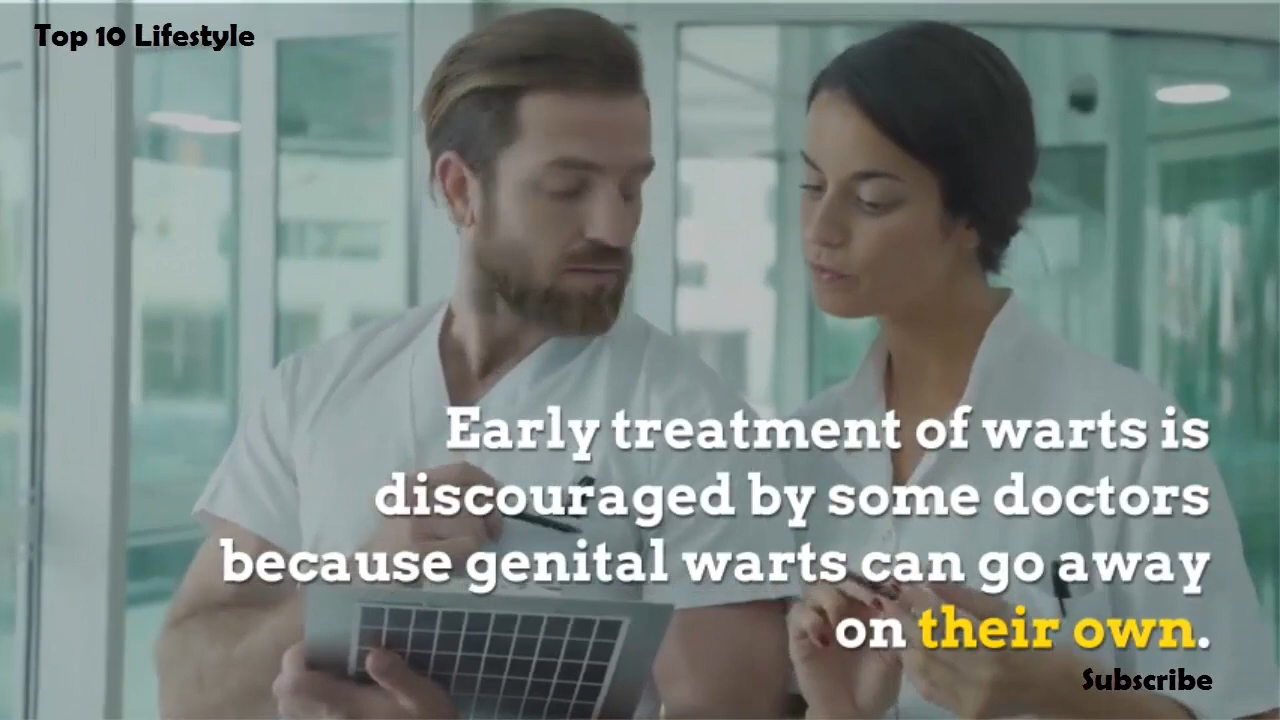 Top 10 Lifestyle
Early treatment of warts is
discouraged by some doctors
because genital warts can go away
on their own.
Subscribe